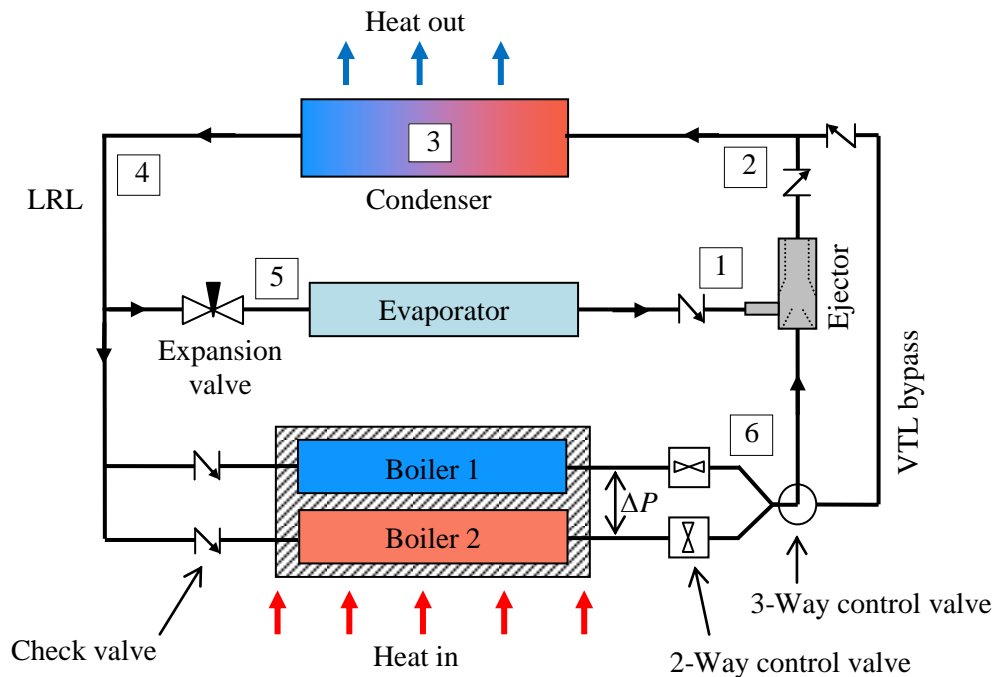 Heat out
3
2
4
Condenser
LRL
1
5
Evaporator
Ejector
Expansion
valve
VTL bypass
6
Boiler 1
ΔP
Boiler 2
3-Way control valve
Check valve
Heat in
2-Way control valve